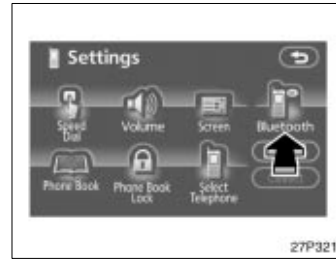 Settings
Speed Dial
Volume
Screen
Bluetooth
Phone Book
Phone Book Lock
Select Telephone
27P321